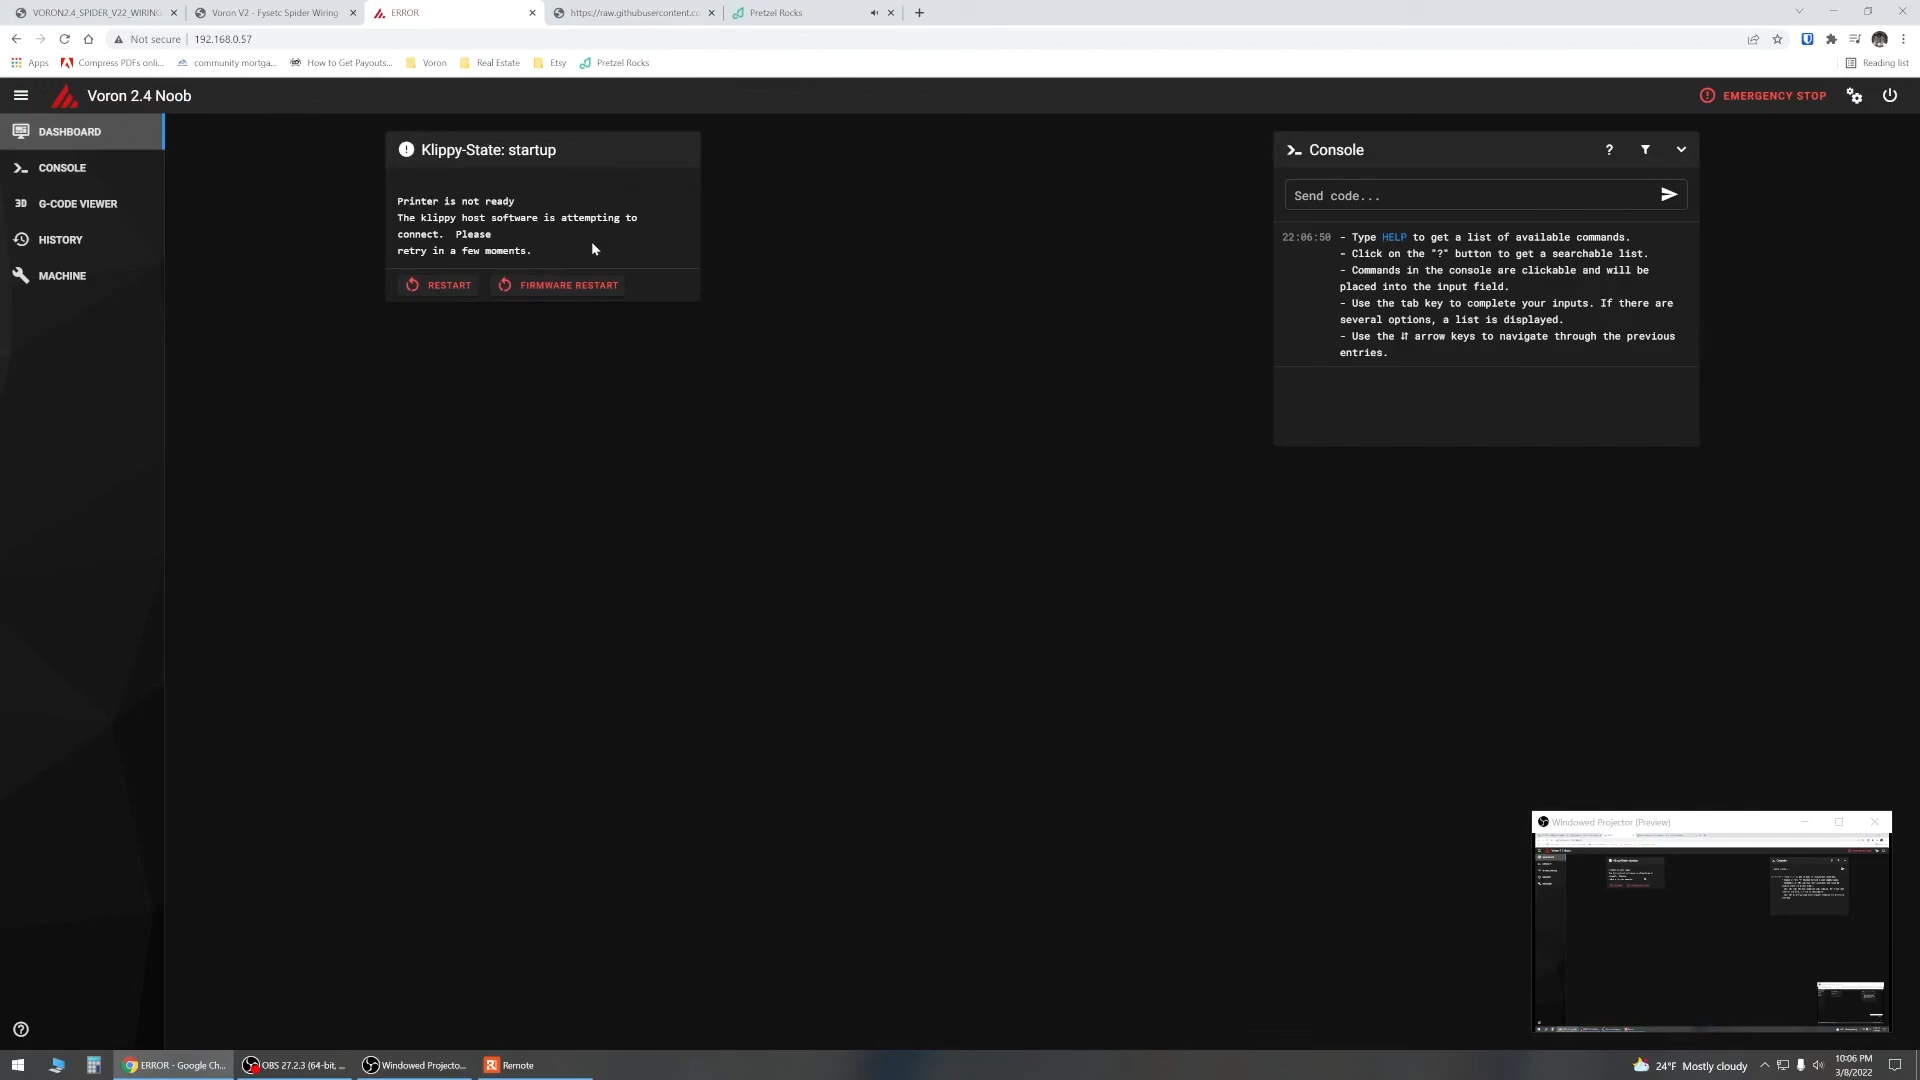 VORON2.4_SPIDER_V22_WIRING
Voron V2 - Fysetc Spider Wiring
ERROR
https://raw.githubusercontent.co
Pretzel Rocks
Not secure
192.168.0.57
Apps
Compress PDFs onli...
community mortga...
How to Get Payouts...
Voron
Real Estate
Etsy
Pretzel Rocks
Reading list
Voron 2.4 Noob
EMERGENCY STOP
DASHBOARD
CONSOLE
3D G-CODE VIEWER
HISTORY
MACHINE
Klippy-State: startup
Printer is not ready
The klippy host software is attempting to
connect.  Please
retry in a few moments.
RESTART
FIRMWARE RESTART
Console
?
Send code...
22:06:50 - Type HELP to get a list of available commands.
- Click on the "?" button to get a searchable list.
- Commands in the console are clickable and will be
placed into the input field.
- Use the tab key to complete your inputs. If there are
several options, a list is displayed.
- Use the ⇵ arrow keys to navigate through the previous
entries.
Windowed Projector (Preview)
ERROR - Google Ch...
OBS 27.2.3 (64-bit, ...
Windowed Projecto...
Remote
24°F Mostly cloudy
10:06 PM
3/8/2022